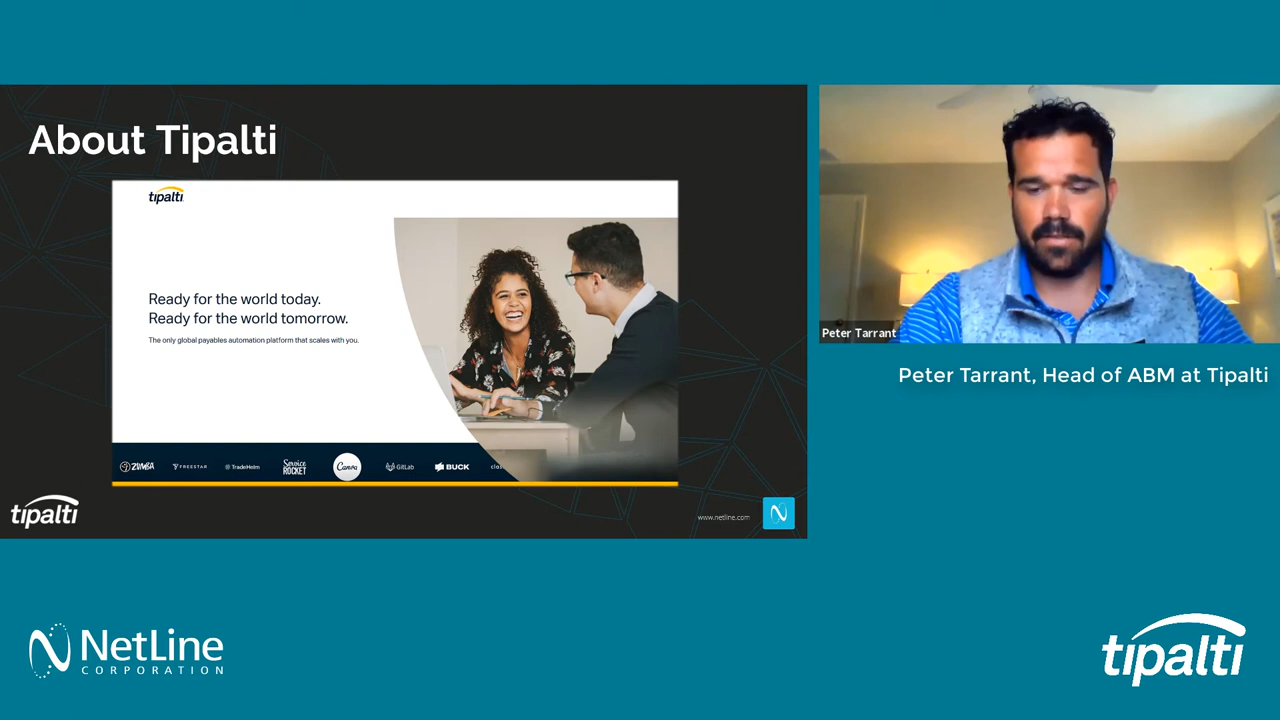 About Tipalti
tipalti
Ready for the world today.
Ready for the world tomorrow.
The only global payables automation platform that scales with you.
ZUMBA FREESTAR TradeHelm Service ROCKET Canva GitLab BUCK clas
tipalti
www.netline.com
Peter Tarrant
Peter Tarrant, Head of ABM at Tipalti
NetLine
CORPORATION
tipalti